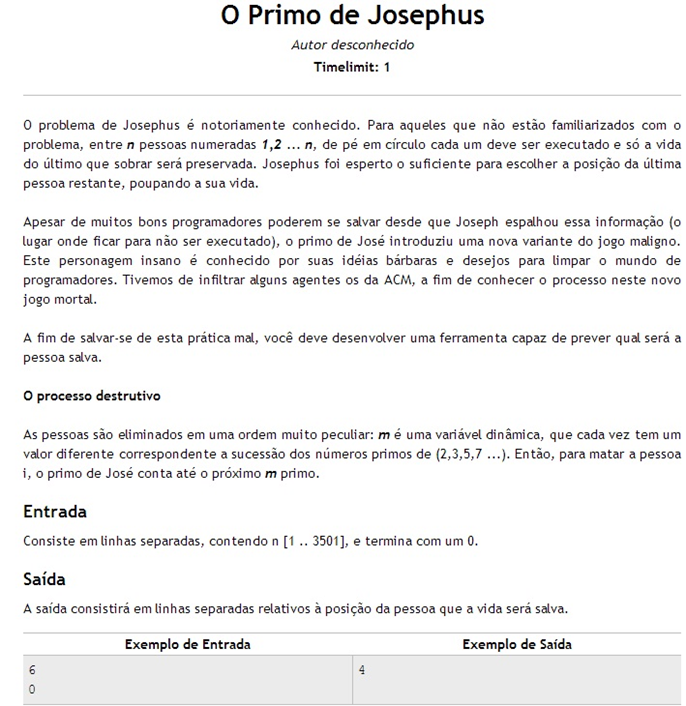 O Primo de Josephus
Autor desconhecido
Timelimit: 1
O problema de Josephus é notoriamente conhecido. Para aqueles que não estão familiarizados com o
problema, entre n pessoas numeradas 1,2 ... n, de pé em círculo cada um deve ser executado e só a vida
do último que sobrar será preservada. Josephus foi esperto o suficiente para escolher a posição da última
pessoa restante, poupando a sua vida.
Apesar de muitos bons programadores poderem se salvar desde que Joseph espalhou essa informação (o
lugar onde ficar para não ser executado), o primo de José introduziu uma nova variante do jogo maligno.
Este personagem insano é conhecido por suas idéias bárbaras e desejos para limpar o mundo de
programadores. Tivemos de infiltrar alguns agentes os da ACM, a fim de conhecer o processo neste novo
jogo mortal.
A fim de salvar-se de esta prática mal, você deve desenvolver uma ferramenta capaz de prever qual será a
pessoa salva.
O processo destrutivo
As pessoas são eliminados em uma ordem muito peculiar: m é uma variável dinâmica, que cada vez tem um
valor diferente correspondente a sucessão dos números primos de (2,3,5,7 ...). Então, para matar a pessoa
i, o primo de José conta até o próximo m primo.
Entrada
Consiste em linhas separadas, contendo n [1 .. 3501], e termina com um 0.
Saída
A saída consistirá em linhas separadas relativos à posição da pessoa que a vida será salva.
Exemplo de Entrada Exemplo de Saída
6 4
0